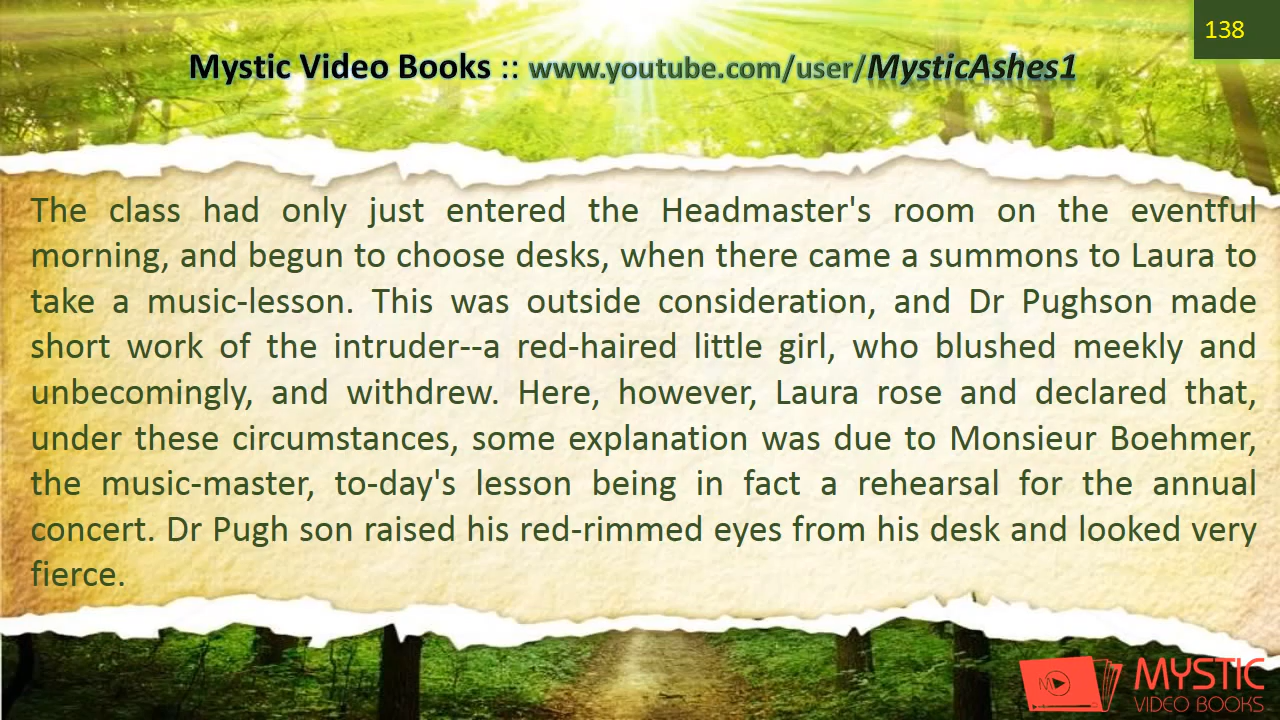 138
Mystic Video Books :: www.youtube.com/user/MysticAshes1
The class had only just entered the Headmaster's room on the eventful
morning, and begun to choose desks, when there came a summons to Laura to
take a music-lesson. This was outside consideration, and Dr Pughson made
short work of the intruder--a red-haired little girl, who blushed meekly and
unbecomingly, and withdrew. Here, however, Laura rose and declared that,
under these circumstances, some explanation was due to Monsieur Boehmer,
the music-master, to-day's lesson being in fact a rehearsal for the annual
concert. Dr Pugh son raised his red-rimmed eyes from his desk and looked very
fierce.
MYSTIC
VIDEO BOOKS